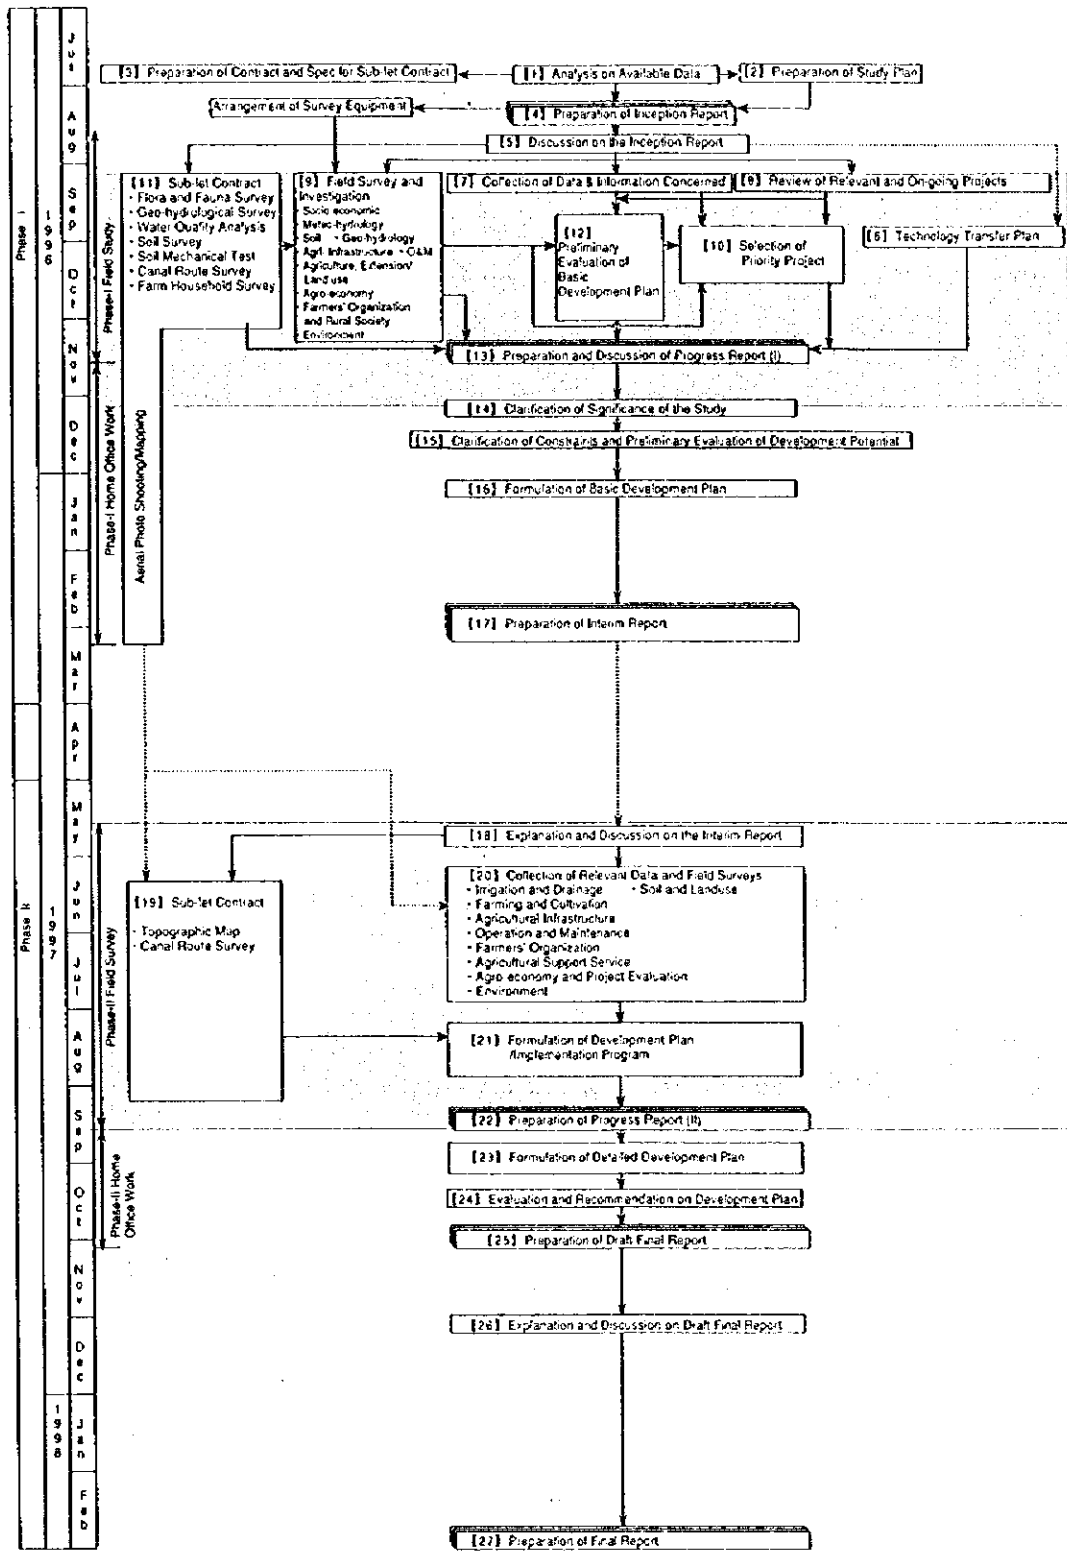 Phase I
1996
Jul
Aug
Sep
Oct
Nov
Dec
Jan
Feb
Mar
Apr
Phase-I Field Study
Phase-I Home Office Work
[3] Preparation of Contract and Spec for Sub-let Contract
[1] Analysis on Available Data
[2] Preparation of Study Plan
Arrangement of Survey Equipment
[4] Preparation of Inception Report
[5] Discussion on the Inception Report
[11] Sub-let Contract
• Flora and Fauna Survey
• Geo-hydrological Survey
• Water Quality Analysis
• Soil Survey
• Soil Mechanical Test
• Canal Route Survey
• Farm Household Survey
Aerial Photo Shooting/Mapping
[9] Field Survey and
Investigation
• Socio economic
• Meteo-hydrology
• Soil • Geo-hydrology
• Agri. Infrastructure • O&M
• Agriculture, Extension/
Land use
• Agro-economy
• Farmers' Organization
and Rural Society
• Environment
[7] Collection of Data & Information Concerned
[8] Review of Relevant and On-going Projects
[12]
Preliminary
Evaluation of
Basic
Development Plan
[10] Selection of
Priority Project
[6] Technology Transfer Plan
[13] Preparation and Discussion of Progress Report (I)
[14] Clarification of Significance of the Study
[15] Clarification of Constraints and Preliminary Evaluation of Development Potential
[16] Formulation of Basic Development Plan
[17] Preparation of Interim Report
Phase II
1997
May
Jun
Jul
Aug
Sep
Oct
Nov
Dec
1998
Jan
Feb
Phase-II Field Survey
Phase-II Home
Office Work
[18] Explanation and Discussion on the Interim Report
[19] Sub-let Contract
• Topographic Map
• Canal Route Survey
[20] Collection of Relevant Data and Field Surveys
• Irrigation and Drainage • Soil and Landuse
• Farming and Cultivation
• Agricultural Infrastructure
• Operation and Maintenance
• Farmers' Organization
• Agricultural Support Service
• Agro economy and Project Evaluation
• Environment
[21] Formulation of Development Plan
/Implementation Program
[22] Preparation of Progress Report (II)
[23] Formulation of Detailed Development Plan
[24] Evaluation and Recommendation on Development Plan
[25] Preparation of Draft Final Report
[26] Explanation and Discussion on Draft Final Report
[27] Preparation of Final Report